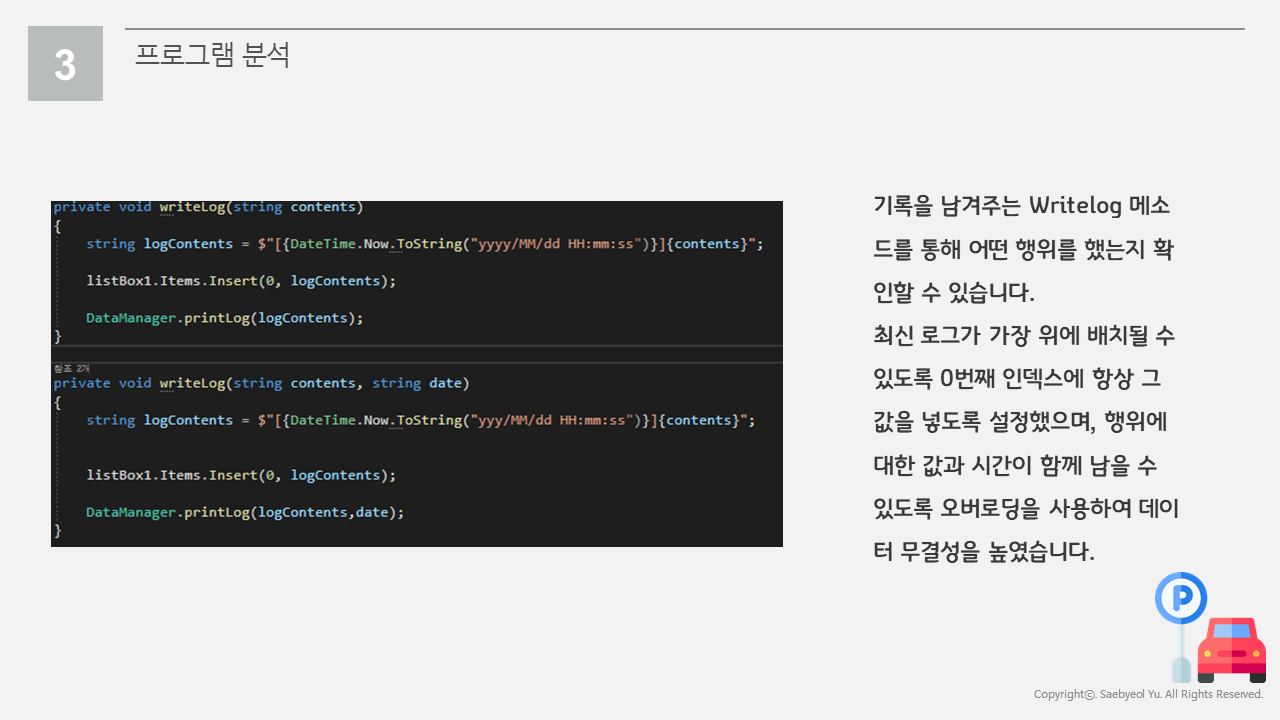 3
프로그램 분석
private void writeLog(string contents)
{
string logContents = $"[{DateTime.Now.ToString("yyyy/MM/dd HH:mm:ss")}]{contents}";
listBox1.Items.Insert(0, logContents);
DataManager.printLog(logContents);
}
참조 2개
private void writeLog(string contents, string date)
{
string logContents = $"[{DateTime.Now.ToString("yyy/MM/dd HH:mm:ss")}]{contents}";
listBox1.Items.Insert(0, logContents);
DataManager.printLog(logContents,date);
}
기록을 남겨주는 Writelog 메소
드를 통해 어떤 행위를 했는지 확
인할 수 있습니다.
최신 로그가 가장 위에 배치될 수
있도록 0번째 인덱스에 항상 그
값을 넣도록 설정했으며, 행위에
대한 값과 시간이 함께 남을 수
있도록 오버로딩을 사용하여 데이
터 무결성을 높였습니다.
P
Copyrightⓒ. Saebyeol Yu. All Rights Reserved.